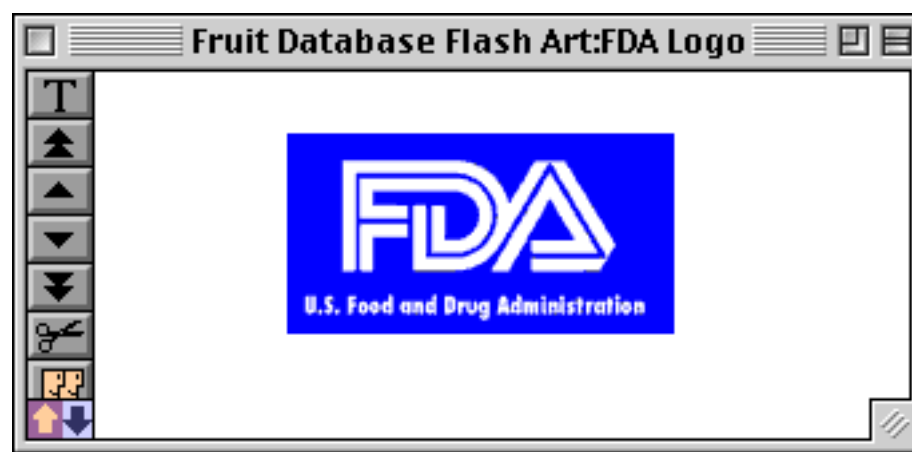 Fruit Database Flash Art:FDA Logo
T
FDA
U.S. Food and Drug Administration